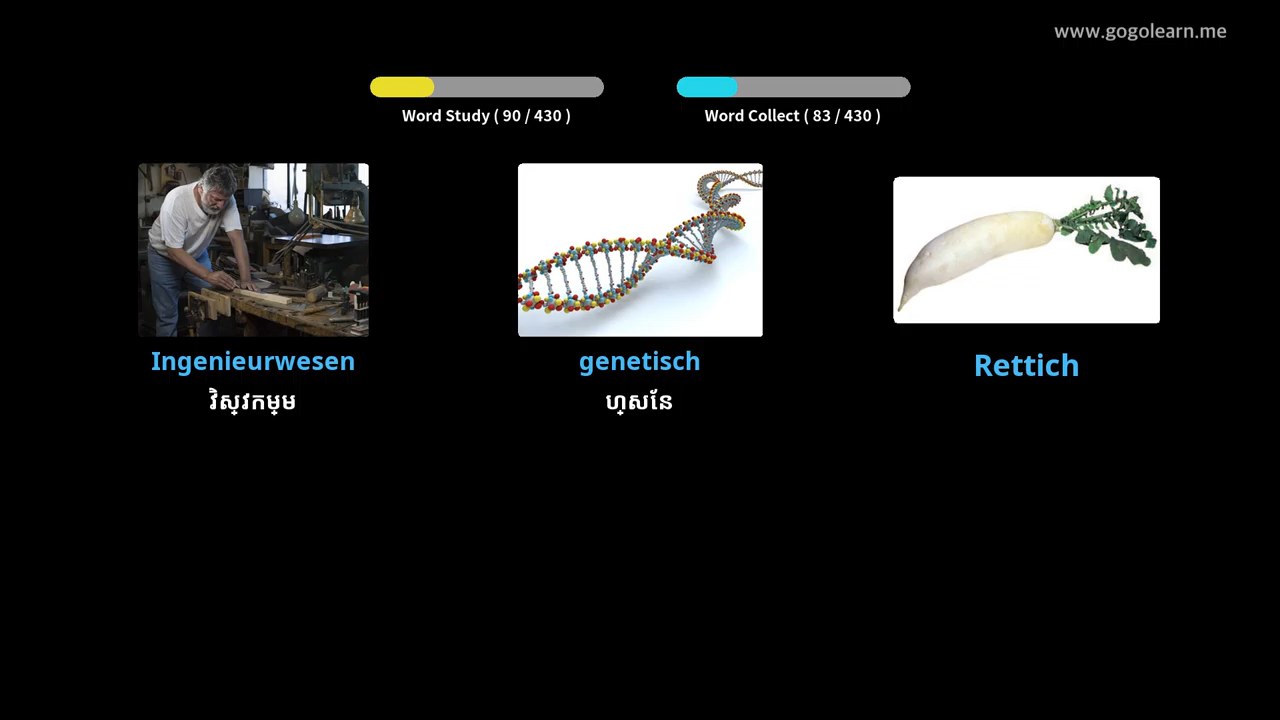 www.gogolearn.me
Word Study ( 90 / 430 )
Word Collect ( 83 / 430 )
Ingenieurwesen
genetisch
Rettich
វិស្វកម្ម
ហ្សែន